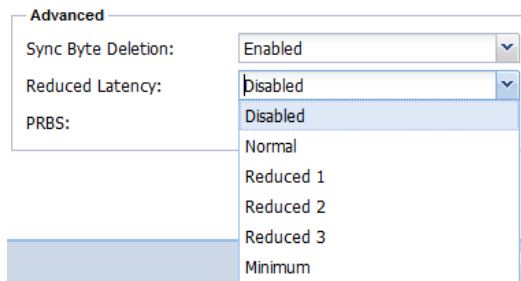 Advanced
Sync Byte Deletion: Enabled
Reduced Latency: Disabled
PRBS:
Disabled
Normal
Reduced 1
Reduced 2
Reduced 3
Minimum